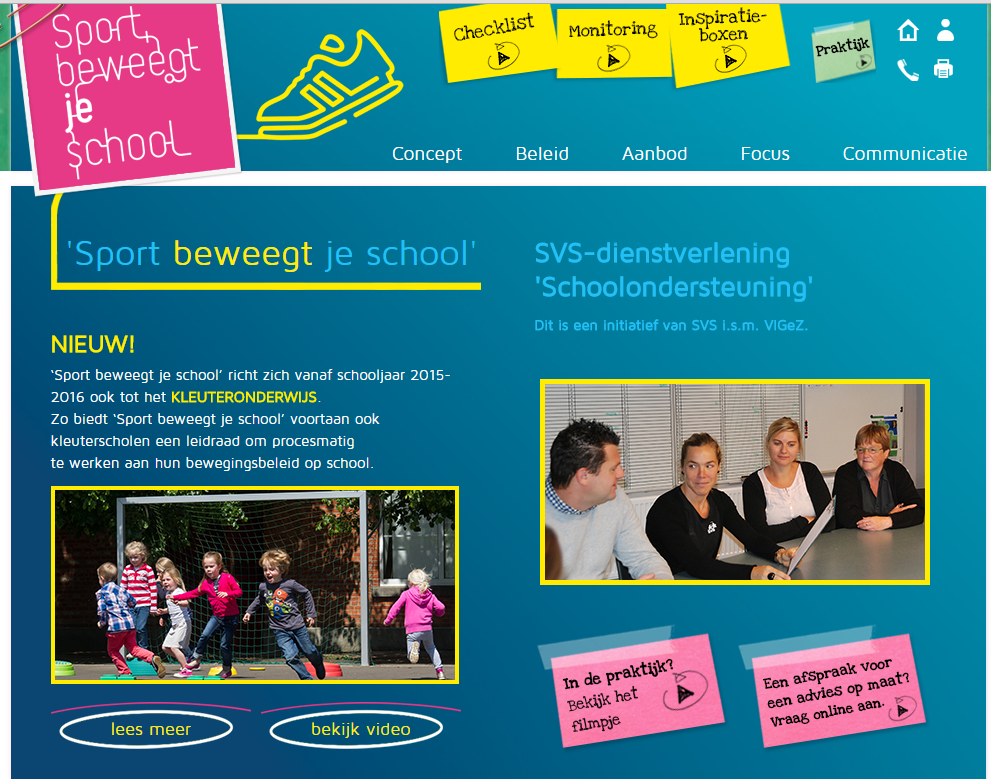 Sport
beweegt
je
school
Checklist
Monitoring
Inspiratie-
boxen
Praktijk
Concept
Beleid
Aanbod
Focus
Communicatie
'Sport beweegt je school'
NIEUW!
‘Sport beweegt je school’ richt zich vanaf schooljaar 2015-
2016 ook tot het KLEUTERONDERWIJS.
Zo biedt ‘Sport beweegt je school’ voortaan ook
kleuterscholen een leidraad om procesmatig
te werken aan hun bewegingsbeleid op school.
lees meer
bekijk video
SVS-dienstverlening
'Schoolondersteuning'
Dit is een initiatief van SVS i.s.m. VIGeZ.
In de praktijk?
Bekijk het
filmpje
Een afspraak voor
een advies op maat?
Vraag online aan.